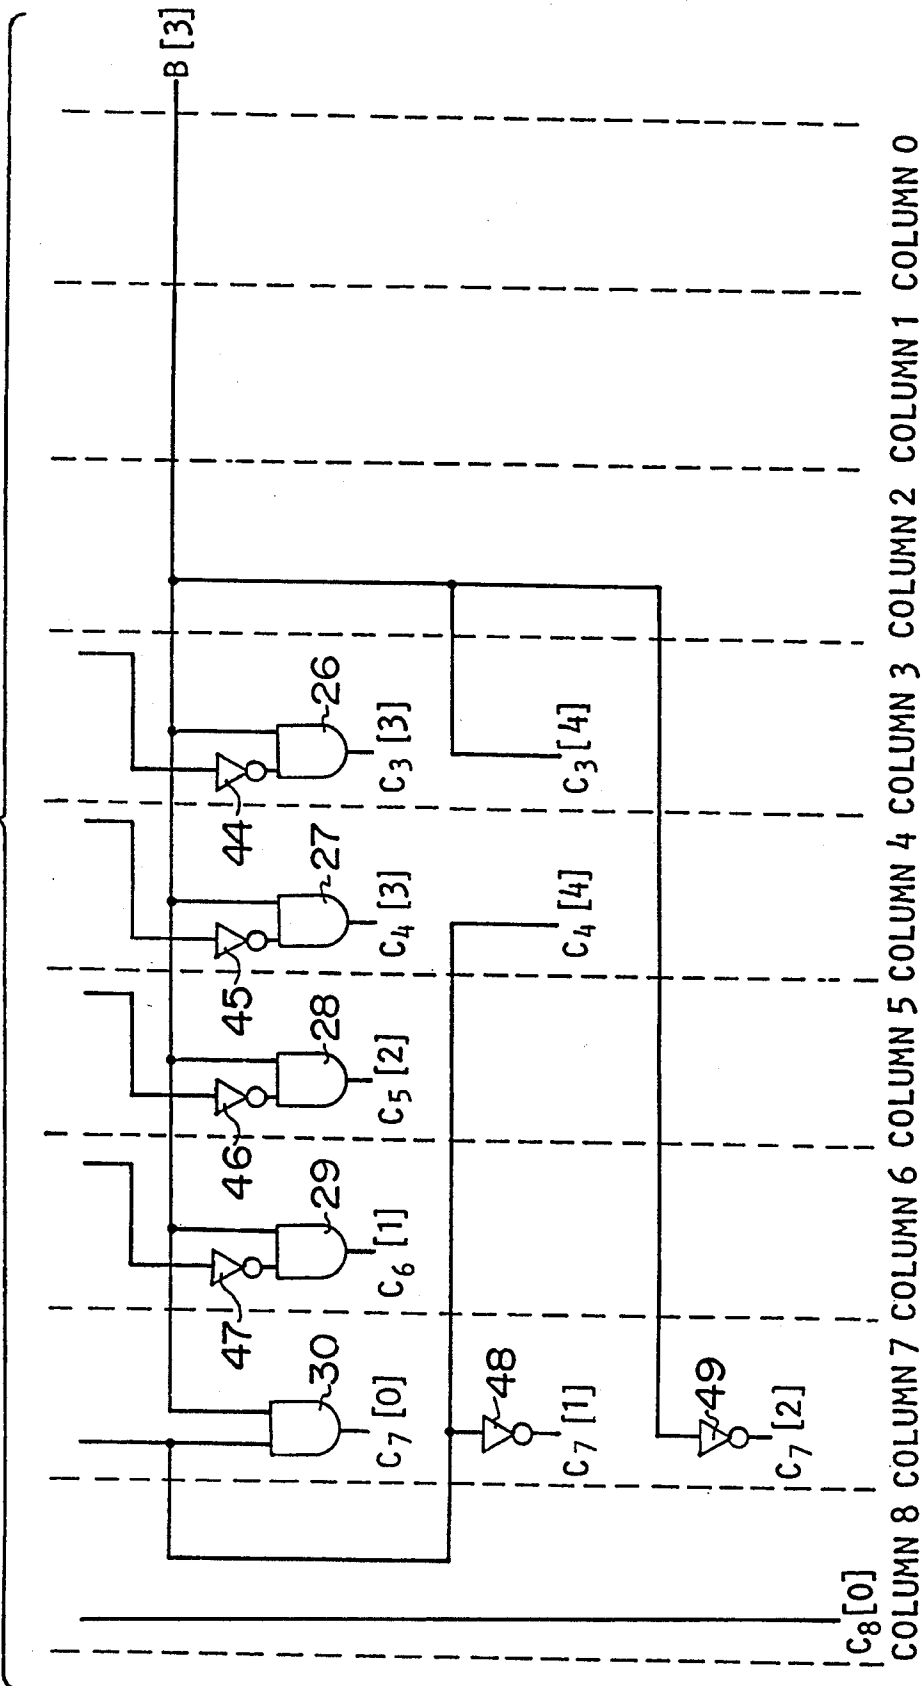 B [3]
26
27
28
29
30
44
45
46
47
C3 [3]
C4 [3]
C5 [2]
C6 [1]
C7 [0]
C3 [4]
C4 [4]
48
C7 [1]
49
C7 [2]
C8 [0]
COLUMN 8 COLUMN 7 COLUMN 6 COLUMN 5 COLUMN 4 COLUMN 3 COLUMN 2 COLUMN 1 COLUMN 0